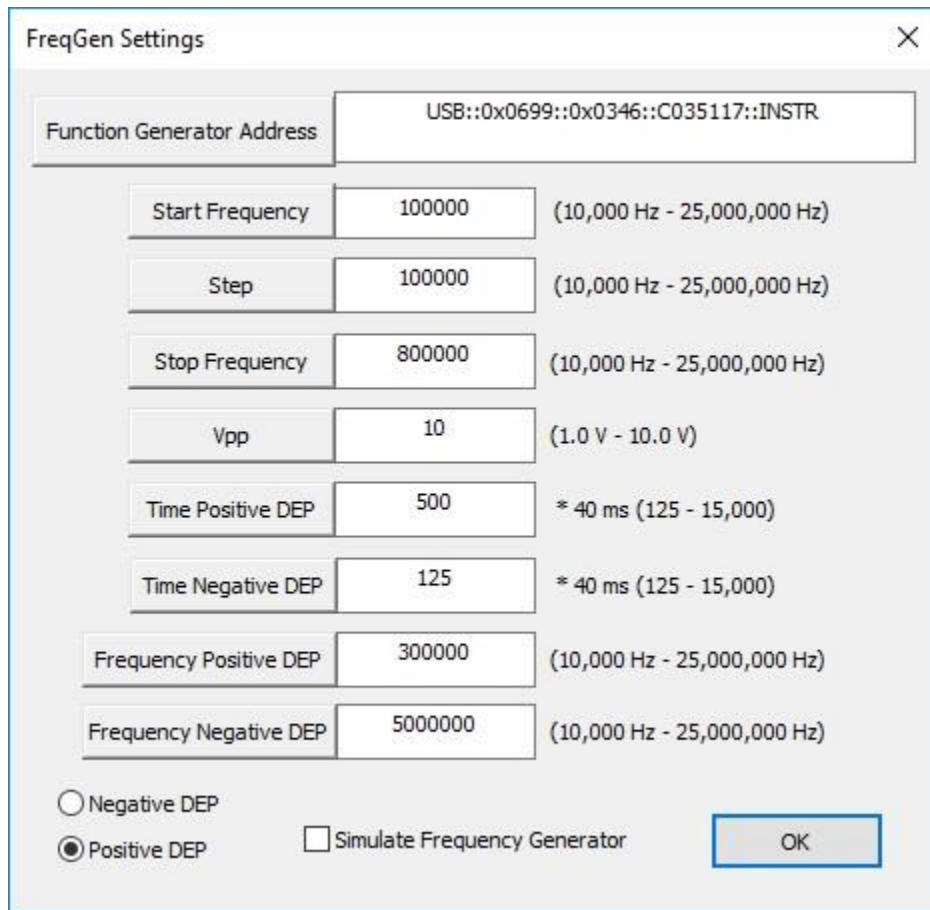 FreqGen Settings
Function Generator Address USB::0x0699::0x0346::C035117::INSTR
Start Frequency 100000 (10,000 Hz - 25,000,000 Hz)
Step 100000 (10,000 Hz - 25,000,000 Hz)
Stop Frequency 800000 (10,000 Hz - 25,000,000 Hz)
Vpp 10 (1.0 V - 10.0 V)
Time Positive DEP 500 * 40 ms (125 - 15,000)
Time Negative DEP 125 * 40 ms (125 - 15,000)
Frequency Positive DEP 300000 (10,000 Hz - 25,000,000 Hz)
Frequency Negative DEP 5000000 (10,000 Hz - 25,000,000 Hz)
Negative DEP
Positive DEP Simulate Frequency Generator OK